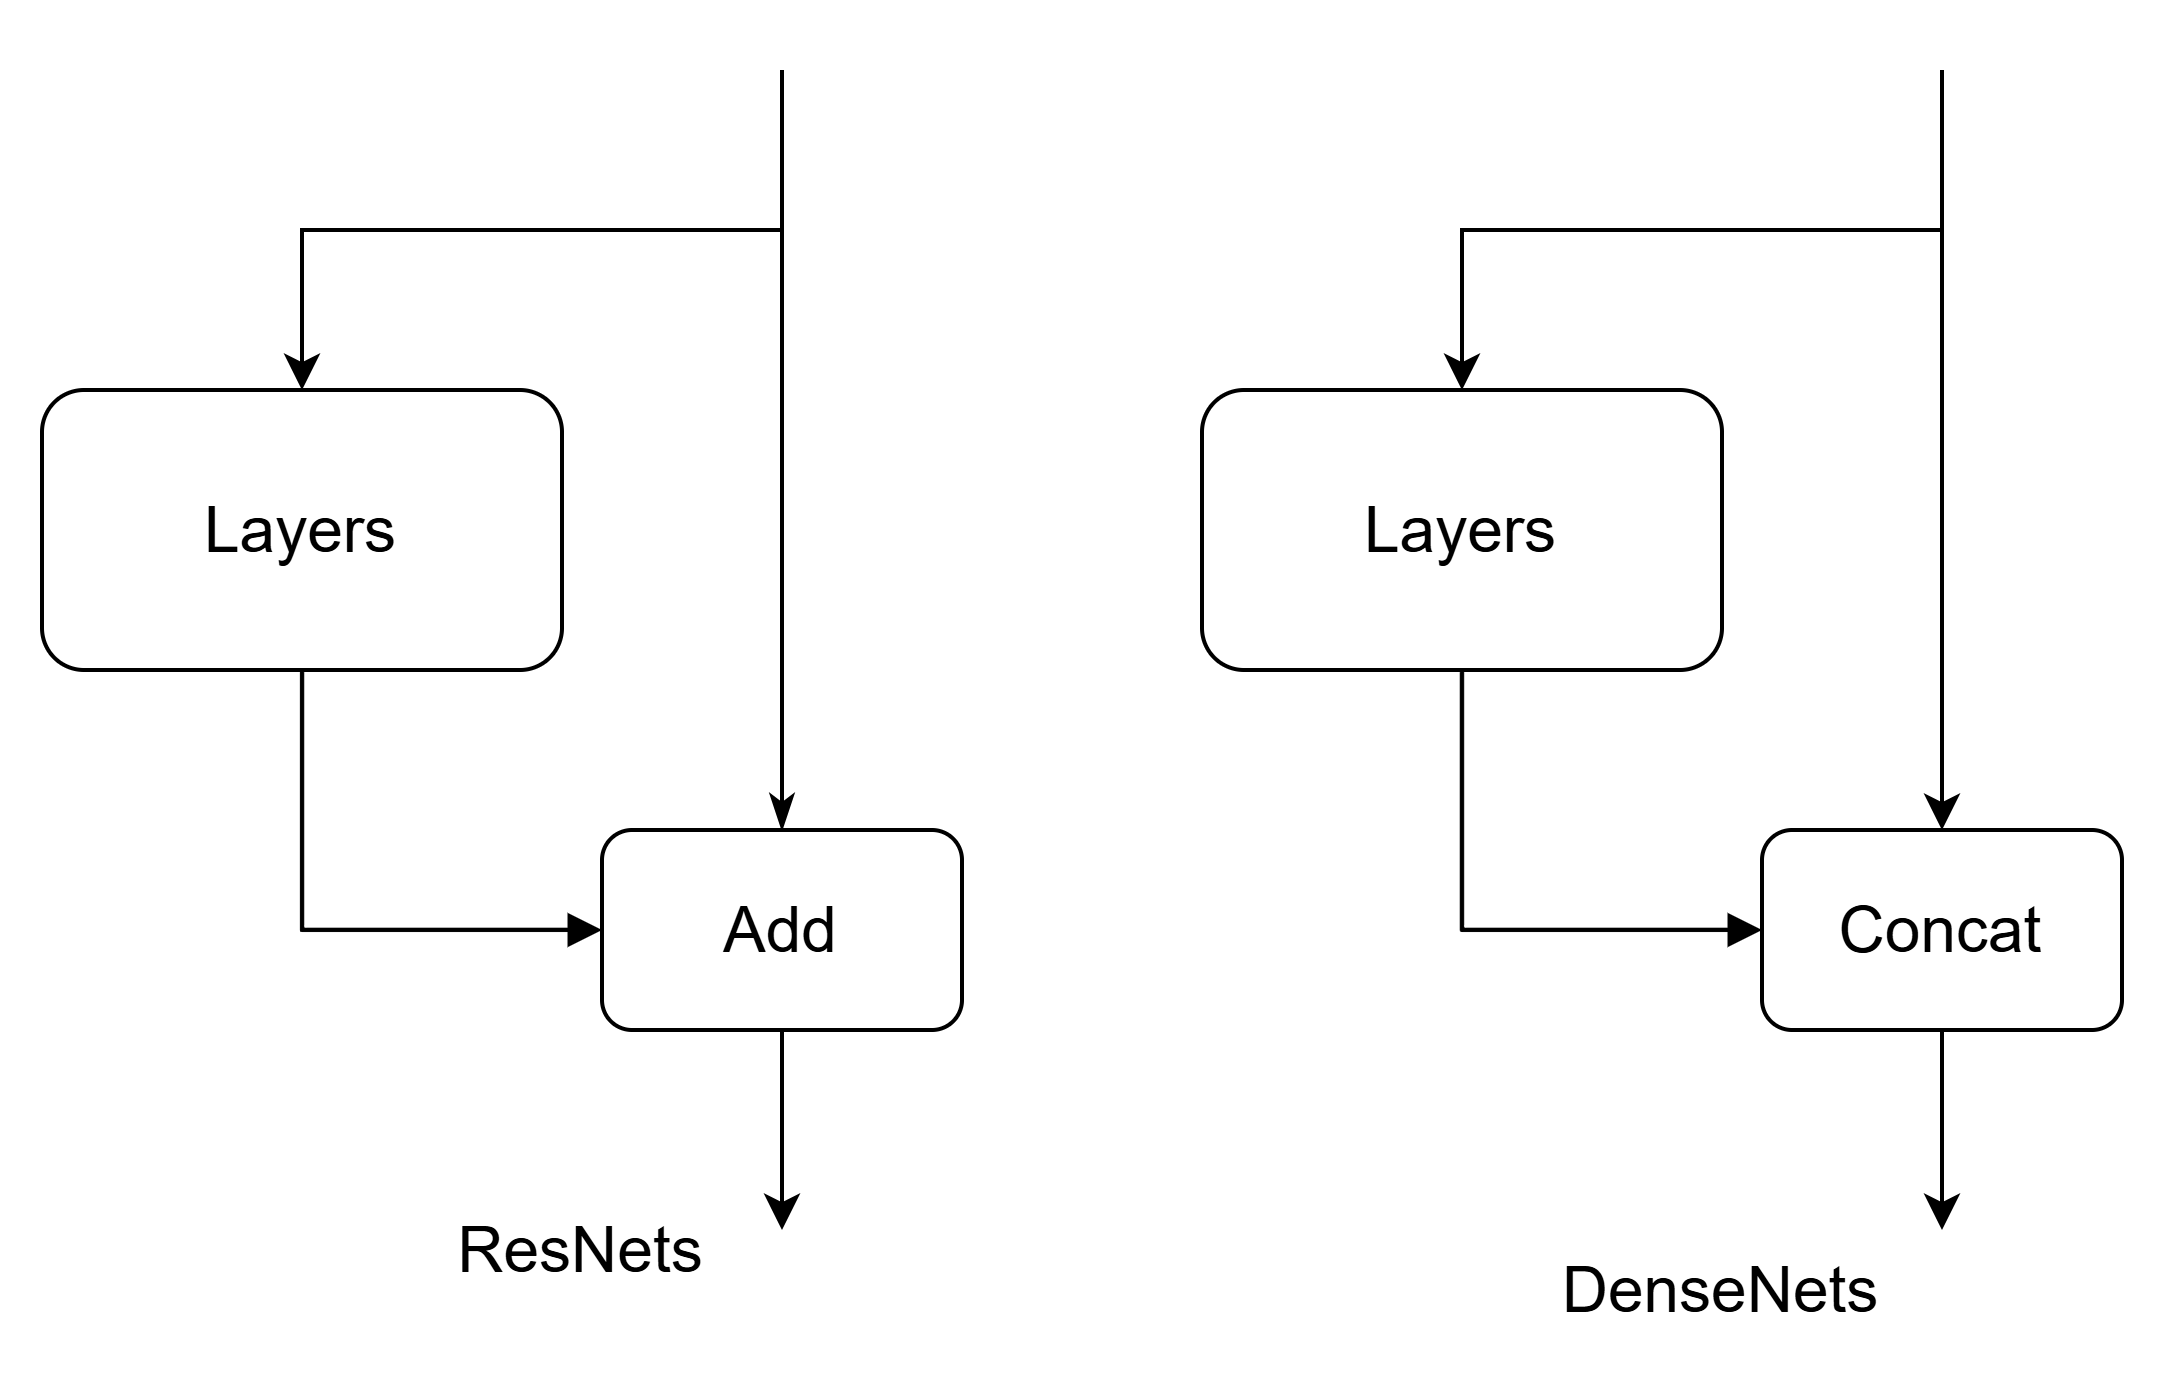 Layers
Add
ResNets
Layers
Concat
DenseNets